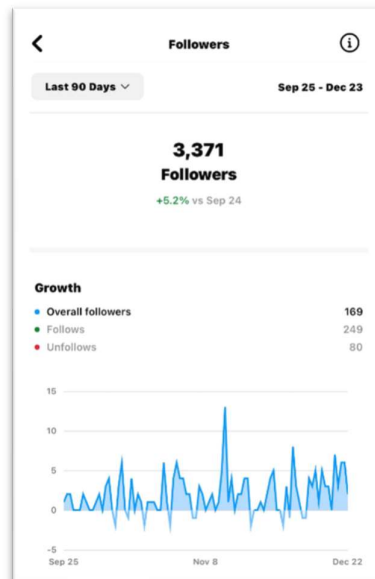 Followers
Last 90 Days Sep 25 - Dec 23
3,371
Followers
+5.2% vs Sep 24
Growth
Overall followers 169
Follows 249
Unfollows 80
15
10
5
0
-5
Sep 25 Nov 8 Dec 22